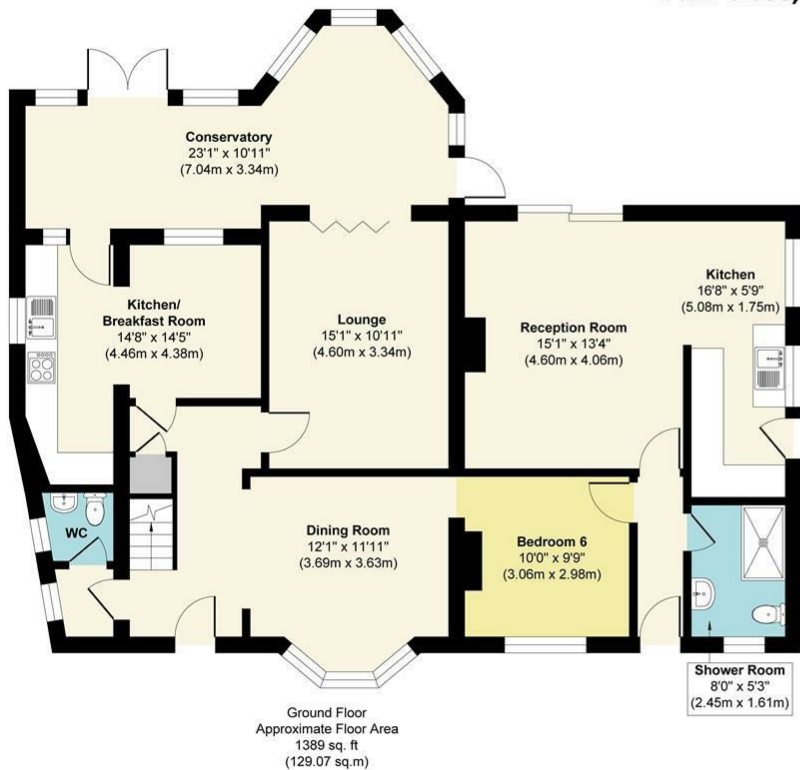 Conservatory
23'1" x 10'11"
(7.04m x 3.34m)
Kitchen/
Breakfast Room
14'8" x 14'5"
(4.46m x 4.38m)
Lounge
15'1" x 10'11"
(4.60m x 3.34m)
Reception Room
15'1" x 13'4"
(4.60m x 4.06m)
Kitchen
16'8" x 5'9"
(5.08m x 1.75m)
WC
Dining Room
12'1" x 11'11"
(3.69m x 3.63m)
Bedroom 6
10'0" x 9'9"
(3.06m x 2.98m)
Shower Room
8'0" x 5'3"
(2.45m x 1.61m)
Ground Floor
Approximate Floor Area
1389 sq. ft
(129.07 sq.m)